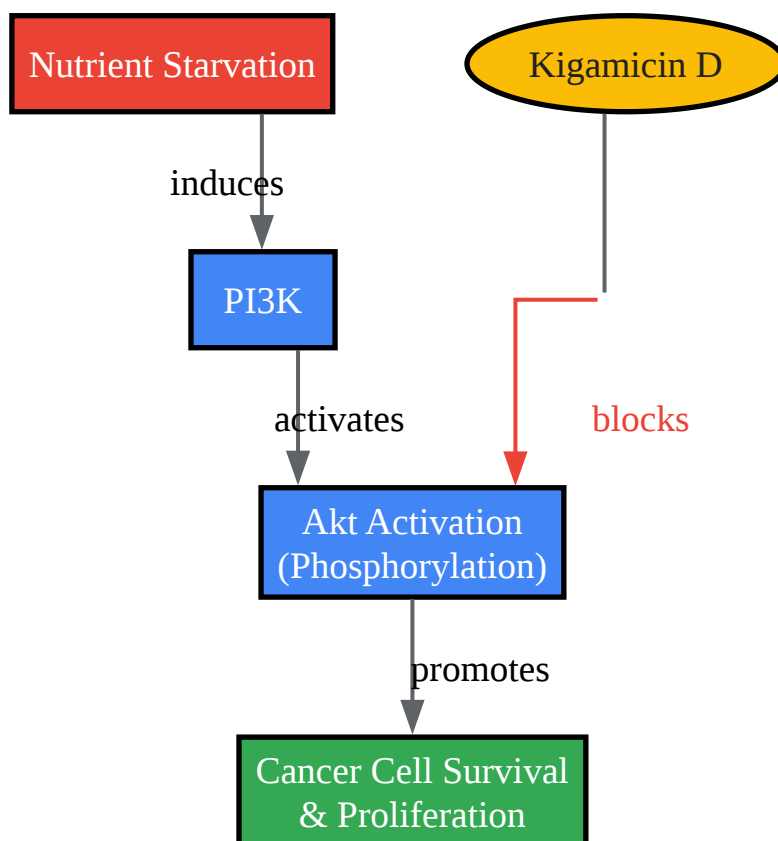 Nutrient Starvation
Kigamicin D
induces
PI3K
activates
blocks
Akt Activation
(Phosphorylation)
promotes
Cancer Cell Survival
& Proliferation